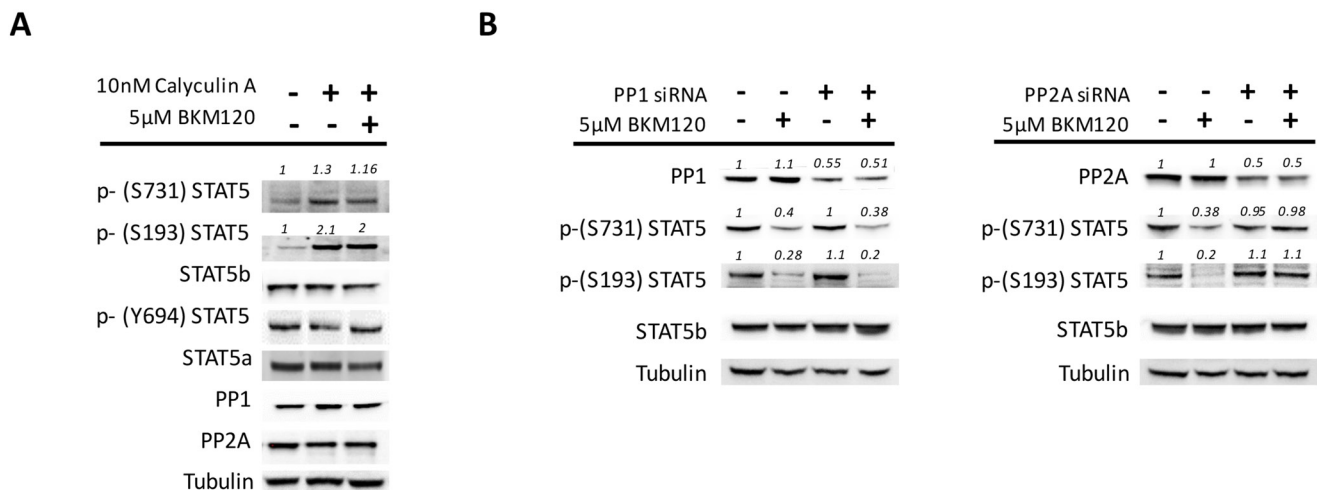 A
10nM Calyculin A - + +
5μM BKM120 - - +
p- (S731) STAT5 1 1.3 1.16
p- (S193) STAT5 1 2.1 2
STAT5b
p- (Y694) STAT5
STAT5a
PP1
PP2A
Tubulin
B
PP1 siRNA - - + +
5μM BKM120 - + - +
PP1 1 1.1 0.55 0.51
p-(S731) STAT5 1 0.4 1 0.38
p-(S193) STAT5 1 0.28 1.1 0.2
STAT5b
Tubulin
PP2A siRNA - - + +
5μM BKM120 - + - +
PP2A 1 1 0.5 0.5
p-(S731) STAT5 1 0.38 0.95 0.98
p-(S193) STAT5 1 0.2 1.1 1.1
STAT5b
Tubulin